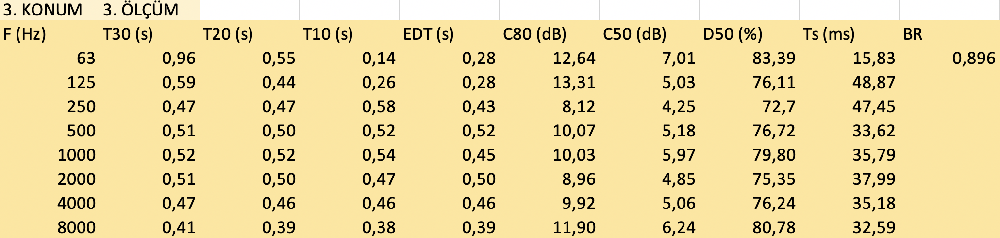 3. KONUM 3. ÖLÇÜM
F (Hz) T30 (s) T20 (s) T10 (s) EDT (s) C80 (dB) C50 (dB) D50 (%) Ts (ms) BR
63 0,96 0,55 0,14 0,28 12,64 7,01 83,39 15,83 0,896
125 0,59 0,44 0,26 0,28 13,31 5,03 76,11 48,87
250 0,47 0,47 0,58 0,43 8,12 4,25 72,7 47,45
500 0,51 0,50 0,52 0,52 10,07 5,18 76,72 33,62
1000 0,52 0,52 0,54 0,45 10,03 5,97 79,80 35,79
2000 0,51 0,50 0,47 0,50 8,96 4,85 75,35 37,99
4000 0,47 0,46 0,46 0,46 9,92 5,06 76,24 35,18
8000 0,41 0,39 0,38 0,39 11,90 6,24 80,78 32,59